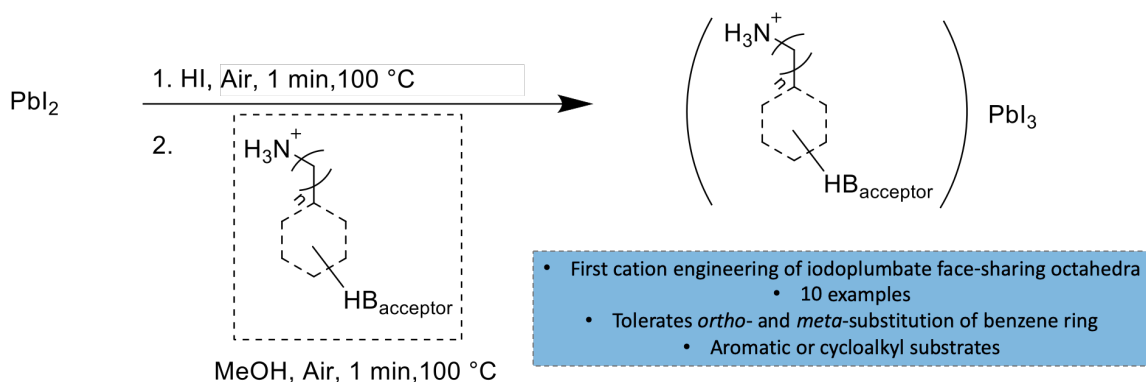 1. HI, Air, 1 min,100 °C
PbI₂
2.
H₃N⁺
n
HB_acceptor
MeOH, Air, 1 min,100 °C
H₃N⁺
n
HB_acceptor
PbI₃
• First cation engineering of iodoplumbate face-sharing octahedra
• 10 examples
• Tolerates ortho- and meta-substitution of benzene ring
• Aromatic or cycloalkyl substrates